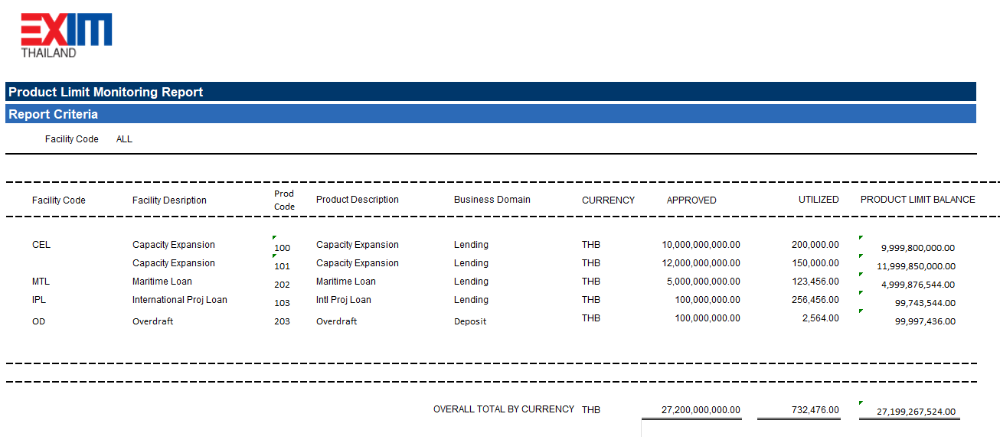 EXIM
THAILAND
Product Limit Monitoring Report
Report Criteria
Facility Code ALL
Facility Code Facility Desription Prod Code Product Description Business Domain CURRENCY APPROVED UTILIZED PRODUCT LIMIT BALANCE
CEL Capacity Expansion 100 Capacity Expansion Lending THB 10,000,000,000.00 200,000.00 9,999,800,000.00
Capacity Expansion 101 Capacity Expansion Lending THB 12,000,000,000.00 150,000.00 11,999,850,000.00
MTL Maritime Loan 202 Maritime Loan Lending THB 5,000,000,000.00 123,456.00 4,999,876,544.00
IPL International Proj Loan 103 Intl Proj Loan Lending THB 100,000,000.00 256,456.00 99,743,544.00
OD Overdraft 203 Overdraft Deposit THB 100,000,000.00 2,564.00 99,997,436.00
OVERALL TOTAL BY CURRENCY THB 27,200,000,000.00 732,476.00 27,199,267,524.00